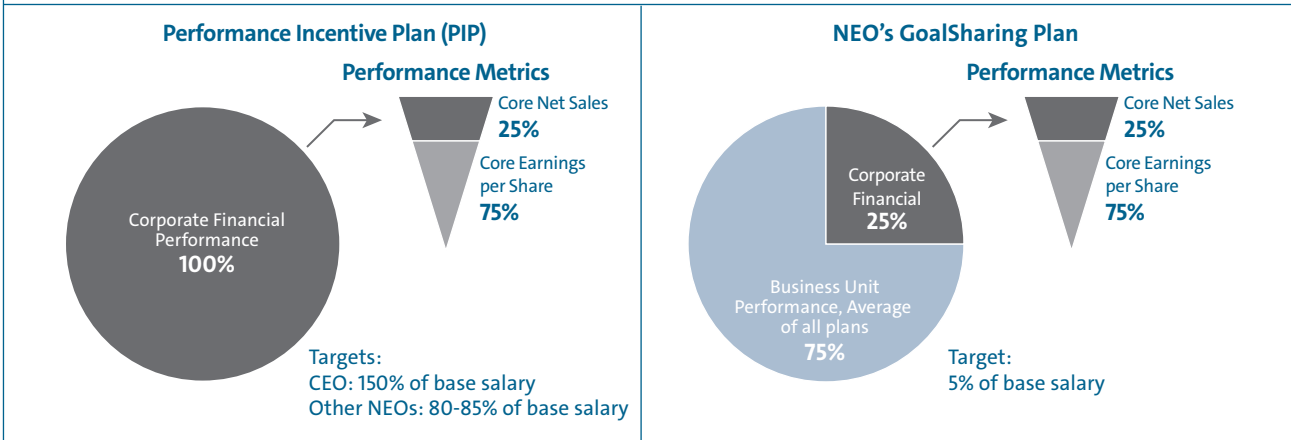 Performance Incentive Plan (PIP)
Performance Metrics
Core Net Sales
25%
Core Earnings
per Share
75%
Corporate Financial
Performance
100%
Targets:
CEO: 150% of base salary
Other NEOs: 80-85% of base salary
NEO’s GoalSharing Plan
Performance Metrics
Core Net Sales
25%
Core Earnings
per Share
75%
Corporate
Financial
25%
Business Unit
Performance, Average
of all plans
75%
Target:
5% of base salary